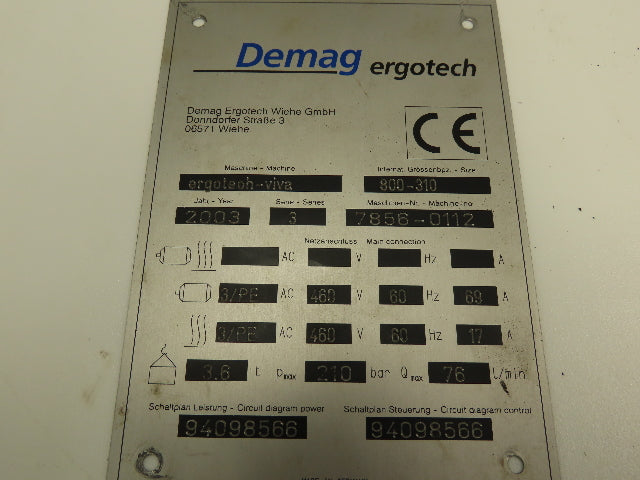 Demag ergotech
Demag Ergotech Wiehe GmbH
Donndorfer Straße 3
06571 Wiehe
CE
Maschine - Machine
Internat. Grössenbez. - Size
ergotech-viva
800-310
Jahr - Year
Serie - Series
Maschinen-Nr. - Machine-no
2003
3
7856-0112
Netzanschluss Main connection
AC V Hz A
3/PE AC 460 V 60 Hz 69 A
3/PE AC 460 V 60 Hz 17 A
3.6 t pmax 210 bar Qmax 76 l/min
Schaltplan Leistung - Circuit diagram power
Schaltplan Steuerung - Circuit diagram control
94098566
94098566